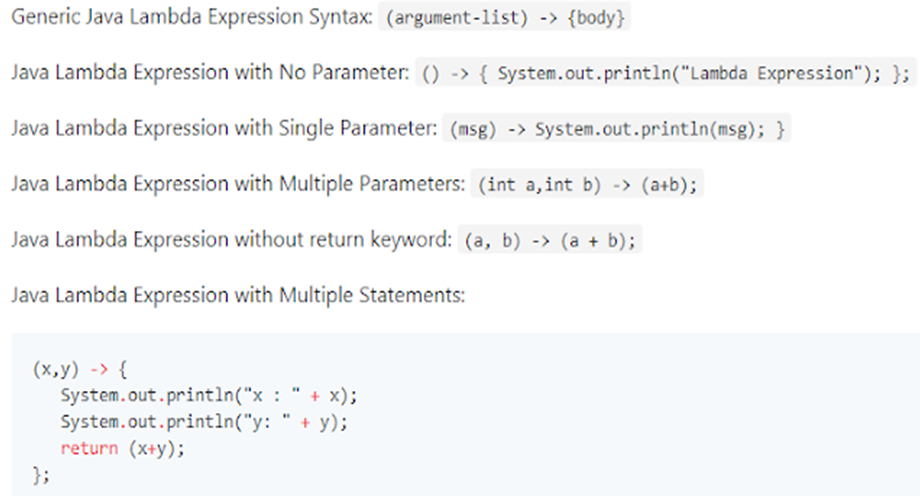 Generic Java Lambda Expression Syntax: (argument-list) -> {body}
Java Lambda Expression with No Parameter: () -> { System.out.println("Lambda Expression"); };
Java Lambda Expression with Single Parameter: (msg) -> System.out.println(msg); }
Java Lambda Expression with Multiple Parameters: (int a,int b) -> (a+b);
Java Lambda Expression without return keyword: (a, b) -> (a + b);
Java Lambda Expression with Multiple Statements:
(x,y) -> {
System.out.println("x : " + x);
System.out.println("y: " + y);
return (x+y);
};